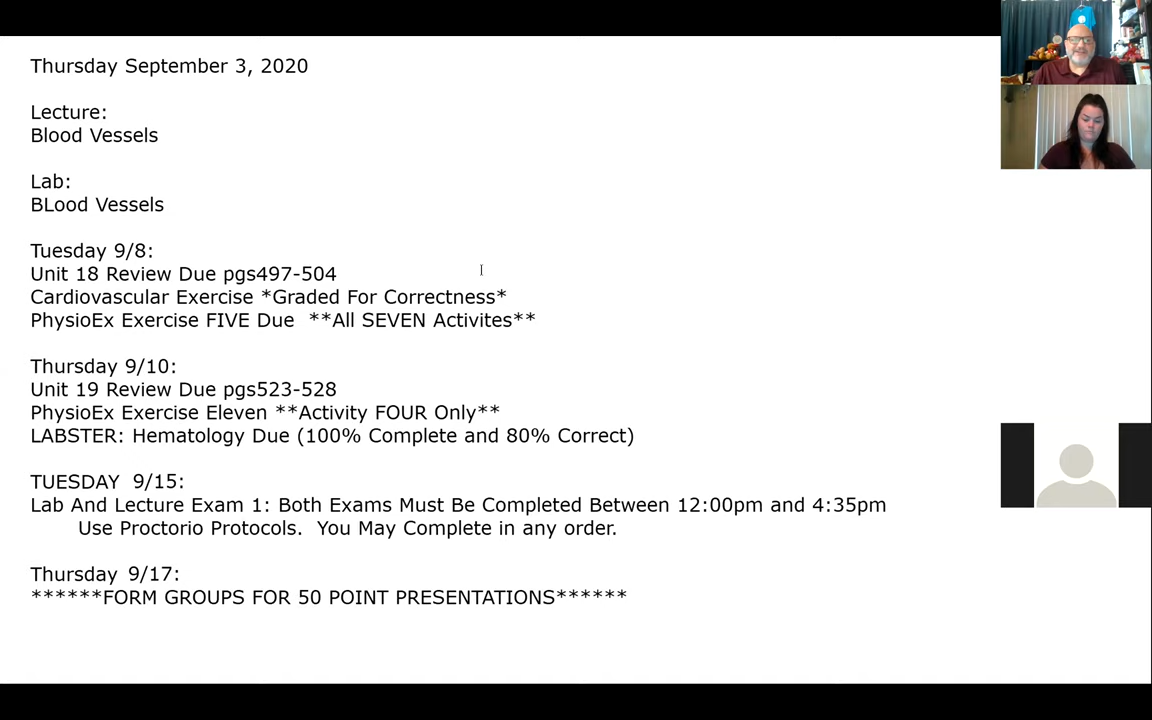 Thursday September 3, 2020
Lecture:
Blood Vessels
Lab:
BLood Vessels
Tuesday 9/8:
Unit 18 Review Due pgs497-504
Cardiovascular Exercise *Graded For Correctness*
PhysioEx Exercise FIVE Due  **All SEVEN Activites**
Thursday 9/10:
Unit 19 Review Due pgs523-528
PhysioEx Exercise Eleven **Activity FOUR Only**
LABSTER: Hematology Due (100% Complete and 80% Correct)
TUESDAY  9/15:
Lab And Lecture Exam 1: Both Exams Must Be Completed Between 12:00pm and 4:35pm
Use Proctorio Protocols.  You May Complete in any order.
Thursday 9/17:
******FORM GROUPS FOR 50 POINT PRESENTATIONS******